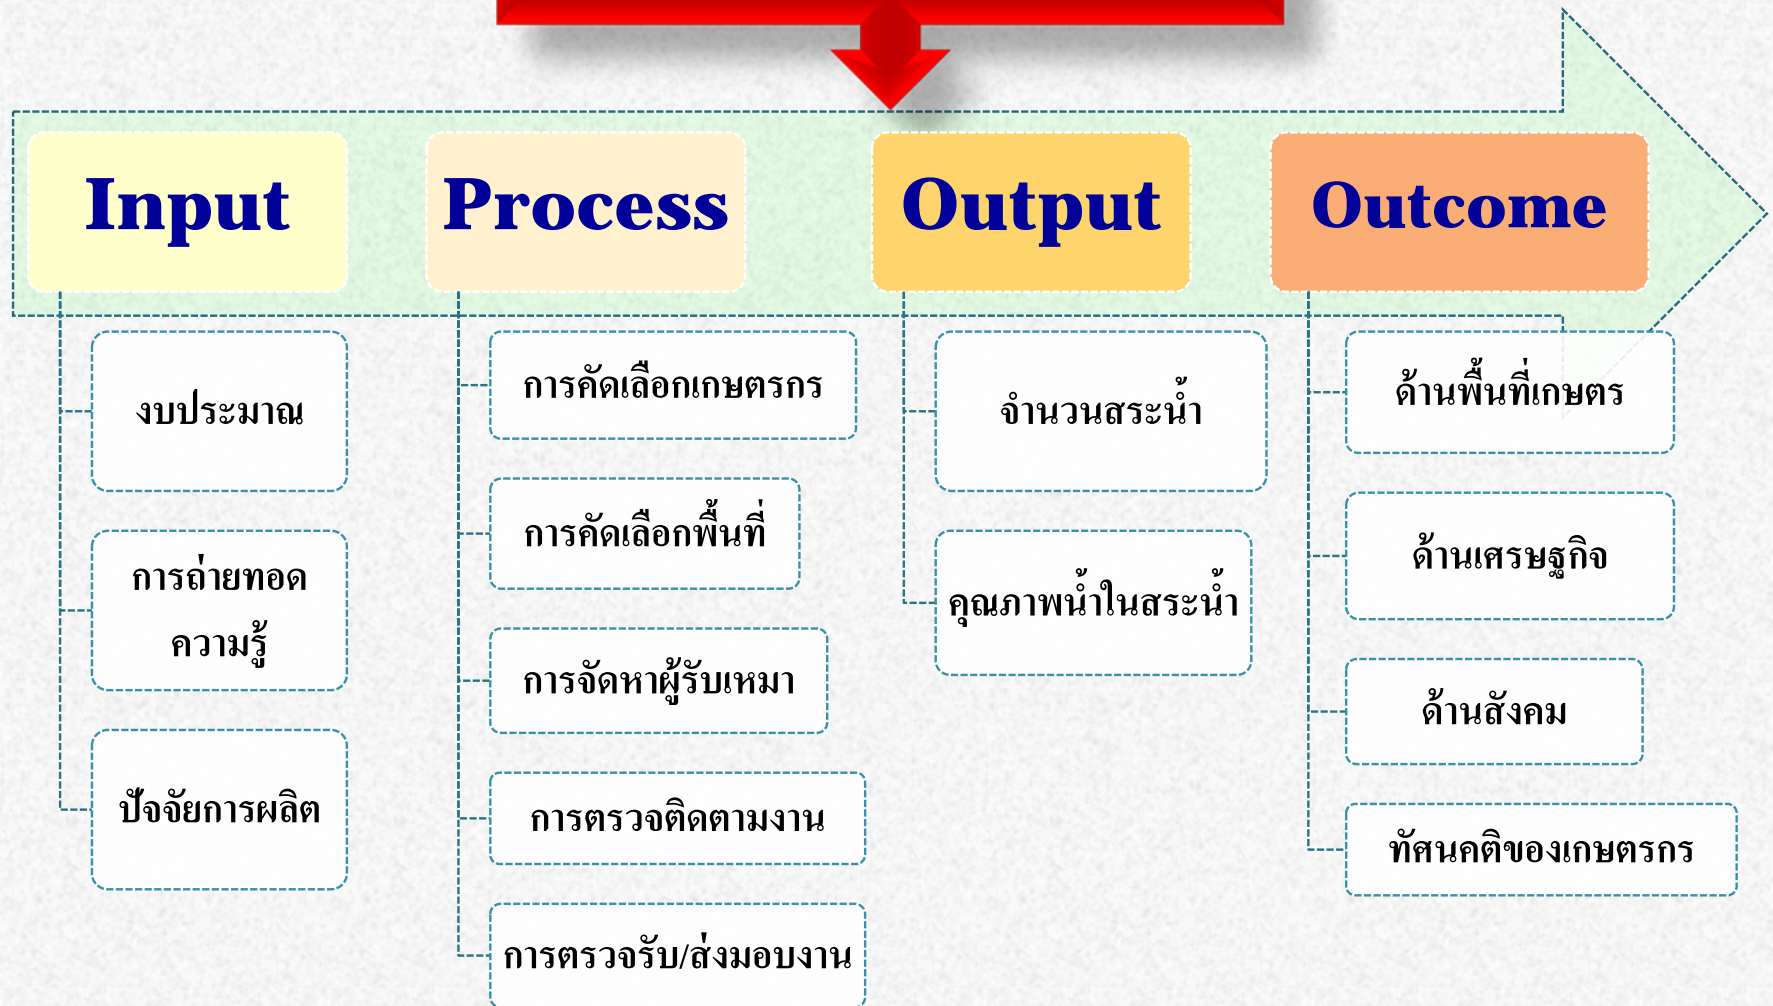 Input
งบประมาณ
การถ่ายทอด
ความรู้
ปัจจัยการผลิต
Process
การคัดเลือกเกษตรกร
การคัดเลือกพื้นที่
การจัดหาผู้รับเหมา
การตรวจติดตามงาน
การตรวจรับ/ส่งมอบงาน
Output
จำนวนสระน้ำ
คุณภาพน้ำในสระน้ำ
Outcome
ด้านพื้นที่เกษตร
ด้านเศรษฐกิจ
ด้านสังคม
ทัศนคติของเกษตรกร